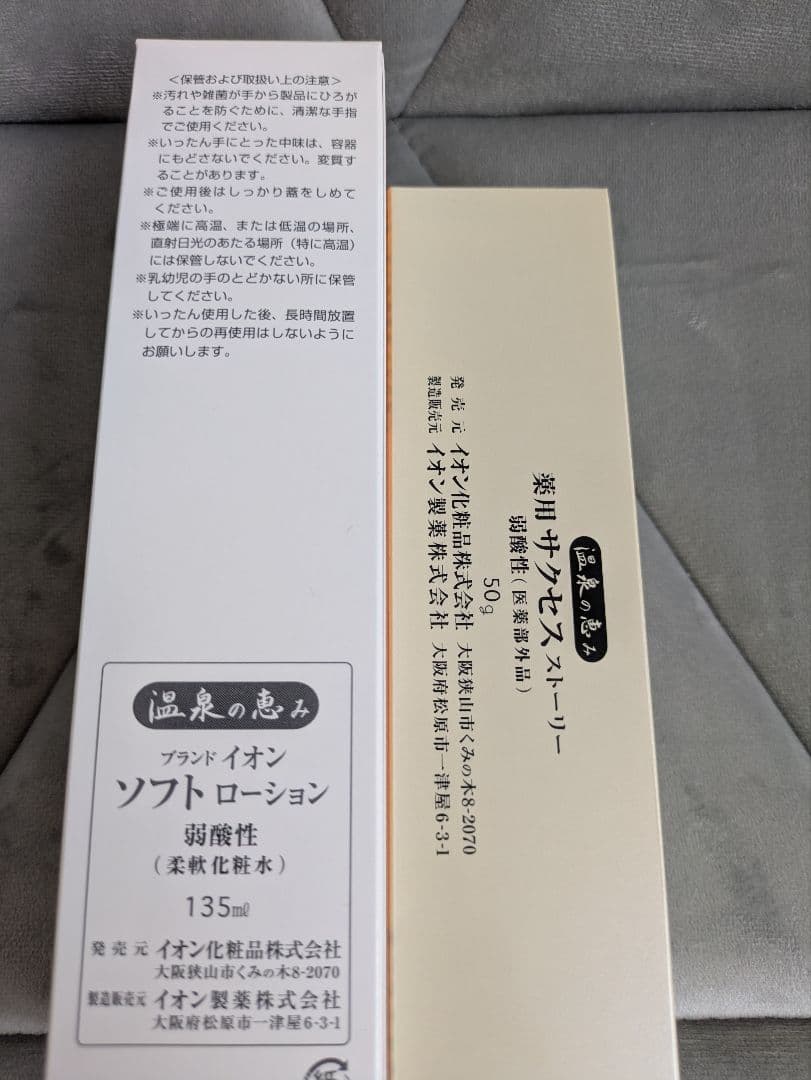 ＜保管および取扱い上の注意＞
※汚れや雑菌が手から製品にひろが
ることを防ぐために、清潔な手指
でご使用ください。
※いったん手にとった中味は、容器
にもどさないでください。変質す
ることがあります。
※ご使用後はしっかり蓋をしめて
ください。
※極端に高温、または低温の場所、
直射日光のあたる場所（特に高温）
には保管しないでください。
※乳幼児の手のとどかない所に保管
してください。
※いったん使用した後、長時間放置
してからの再使用はしないように
お願いします。
温泉の恵み
ブランド イオン
ソフト ローション
弱酸性
（柔軟化粧水）
135㎖
発売元 イオン化粧品株式会社
大阪狭山市くみの木8-2070
製造販売元 イオン製薬株式会社
大阪府松原市一津屋6-3-1
紙
温泉の恵み
薬用 サクセス ストーリー
弱酸性（医薬部外品）
50g
発売元 イオン化粧品株式会社 大阪狭山市くみの木8-2070
製造販売元 イオン製薬株式会社 大阪府松原市一津屋6-3-1